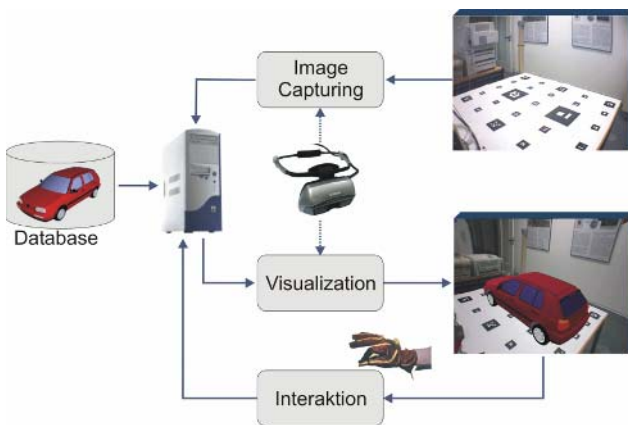 Image
Capturing
Database
Visualization
Interaktion